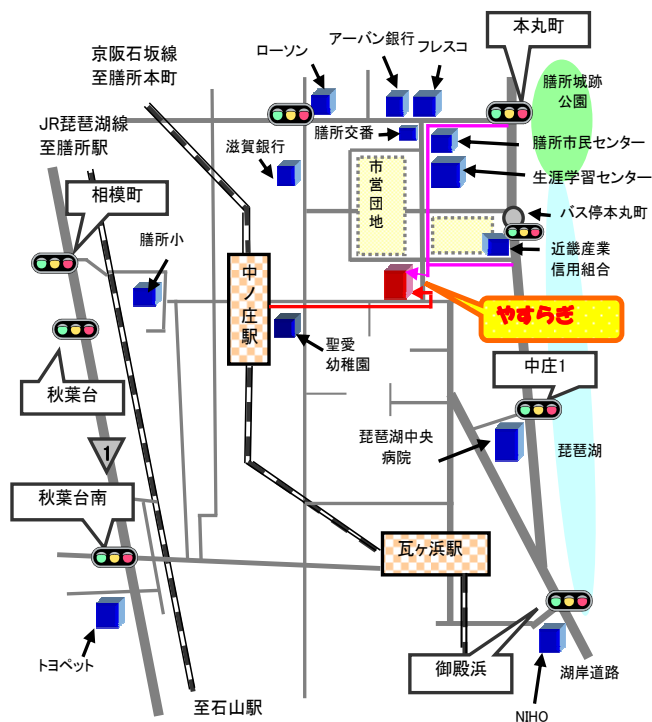 京阪石坂線
至膳所本町
ローソン
アーバン銀行
フレスコ
本丸町
膳所城跡
公園
JR琵琶湖線
至膳所駅
滋賀銀行
膳所交番
膳所市民センター
生涯学習センター
相模町
市営団地
バス停本丸町
膳所小
近畿産業
信用組合
中ノ庄駅
やすらぎ
聖愛
幼稚園
中庄1
秋葉台
琵琶湖中央
病院
琵琶湖
1
秋葉台南
瓦ヶ浜駅
トヨペット
御殿浜
湖岸道路
至石山駅
NIHO